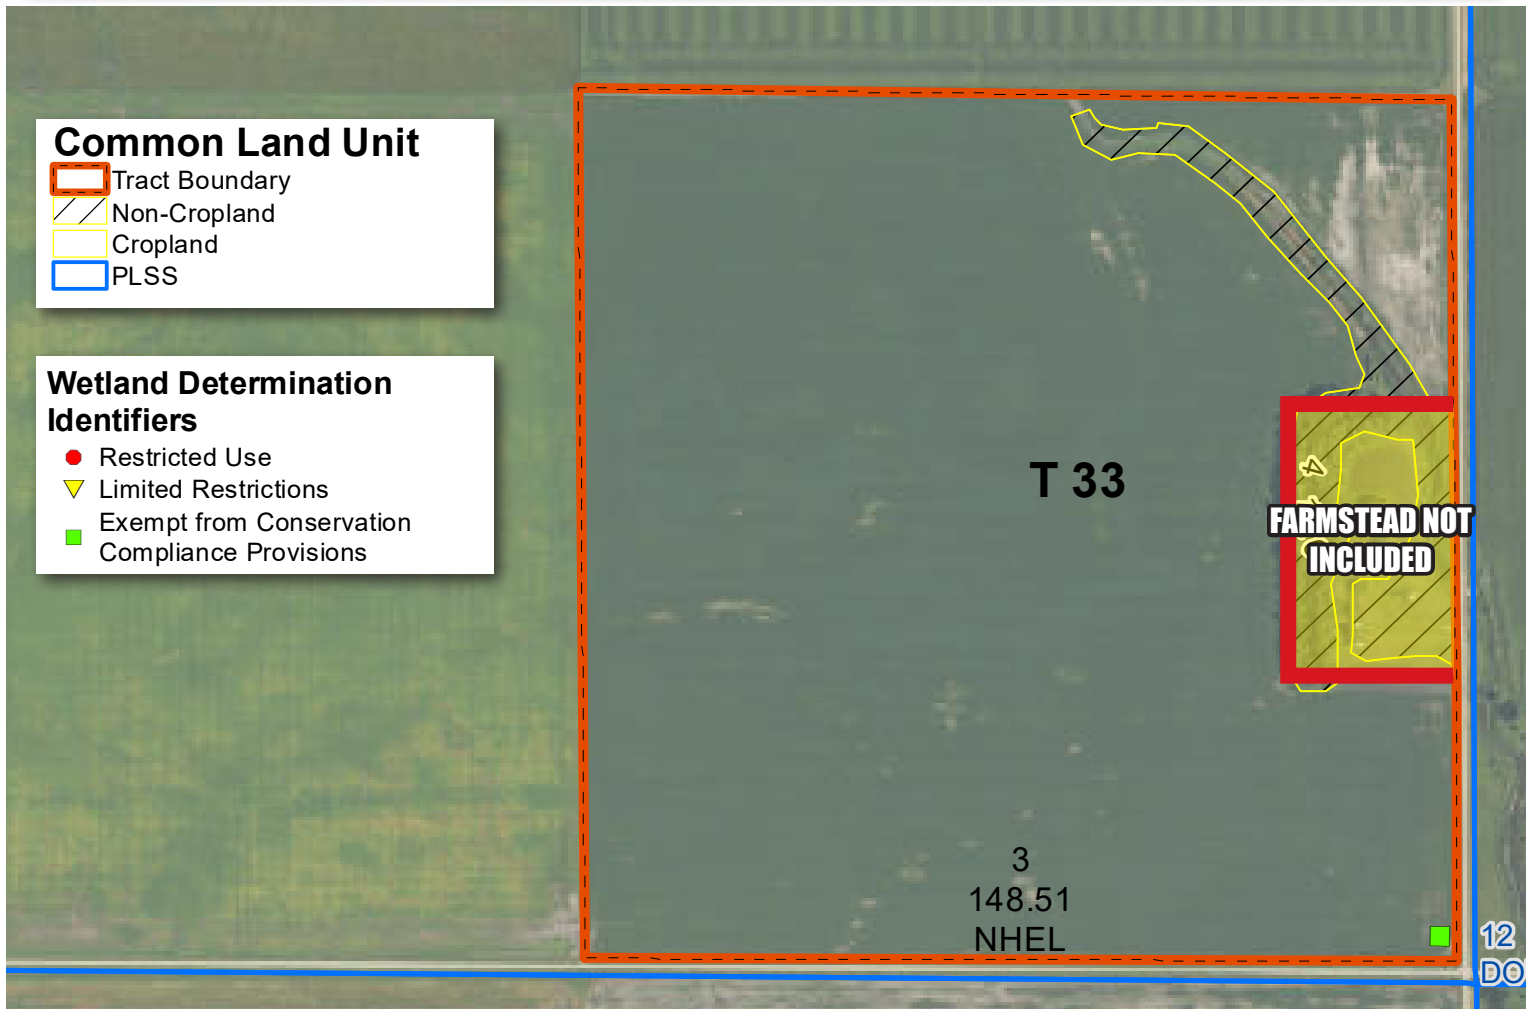 Common Land Unit
Tract Boundary
Non-Cropland
Cropland
PLSS
Wetland Determination
Identifiers
Restricted Use
Limited Restrictions
Exempt from Conservation
Compliance Provisions
T 33
4
FARMSTEAD NOT
INCLUDED
3
148.51
NHEL
12
DO